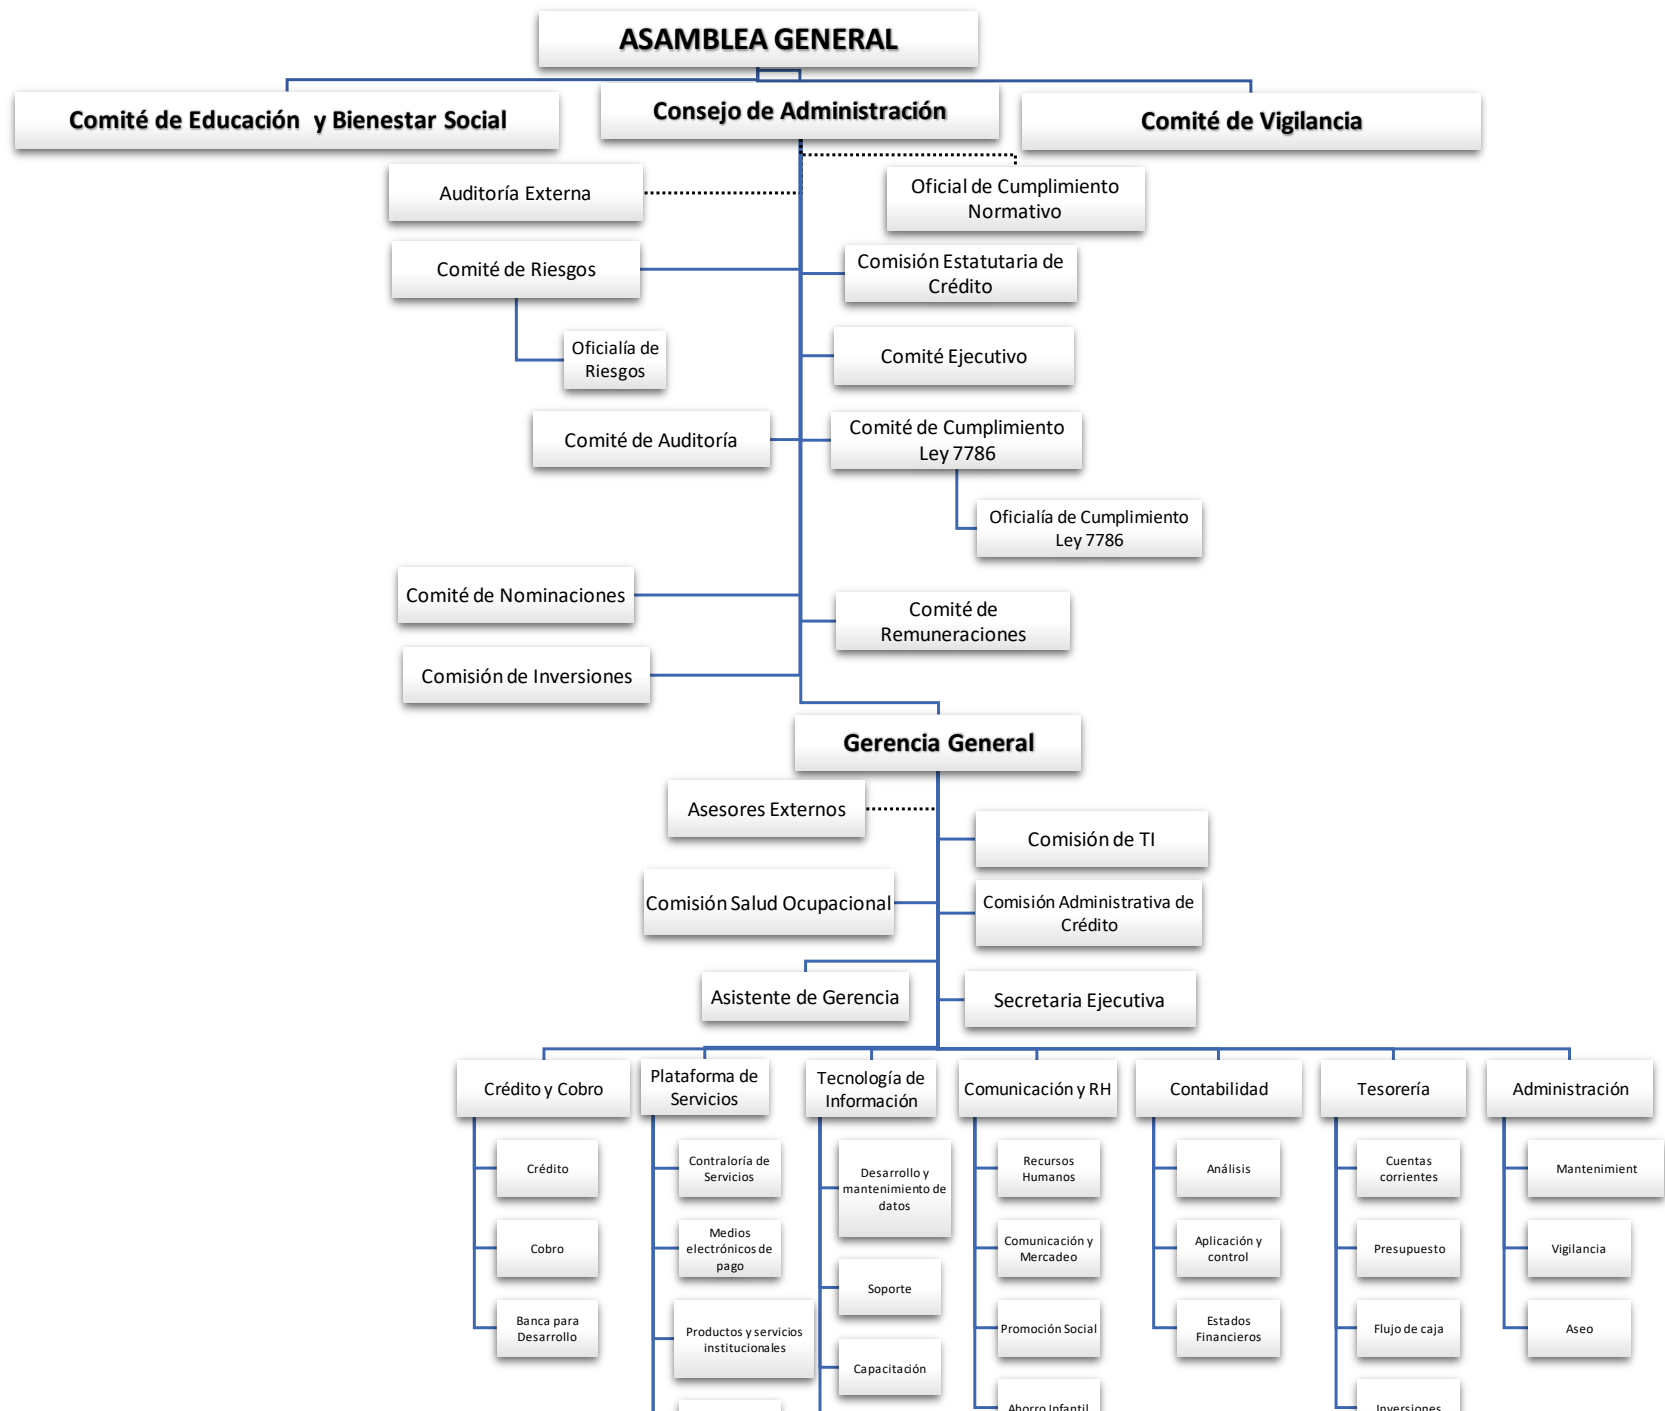 ASAMBLEA GENERAL
Comité de Educación y Bienestar Social
Consejo de Administración
Comité de Vigilancia
Auditoría Externa
Oficial de Cumplimiento
Normativo
Comité de Riesgos
Comisión Estatutaria de
Crédito
Oficialía de
Riesgos
Comité Ejecutivo
Comité de Auditoría
Comité de Cumplimiento
Ley 7786
Oficialía de Cumplimiento
Ley 7786
Comité de Nominaciones
Comité de
Remuneraciones
Comisión de Inversiones
Gerencia General
Asesores Externos
Comisión de TI
Comisión Salud Ocupacional
Comisión Administrativa de
Crédito
Asistente de Gerencia
Secretaria Ejecutiva
Crédito y Cobro
Plataforma de
Servicios
Tecnología de
Información
Comunicación y RH
Contabilidad
Tesorería
Administración
Crédito
Cobro
Banca para
Desarrollo
Contraloría de
Servicios
Medios
electrónicos de
pago
Productos y servicios
institucionales
Desarrollo y
mantenimiento de
datos
Soporte
Capacitación
Recursos
Humanos
Comunicación y
Mercadeo
Promoción Social
Ahorro Infantil
Análisis
Aplicación y
control
Estados
Financieros
Cuentas
corrientes
Presupuesto
Flujo de caja
Inversiones
Mantenimient
Vigilancia
Aseo